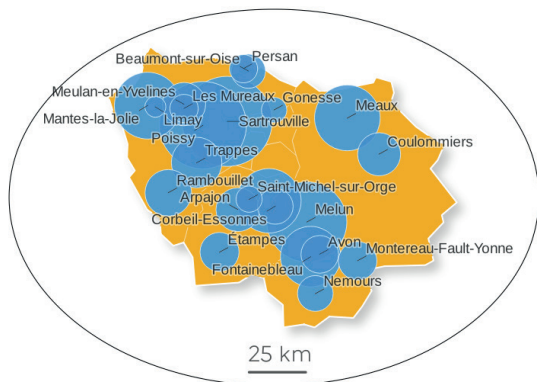 Beaumont-sur-Oise
Persan
Meulan-en-Yvelines
Les Mureaux
Gonesse
Meaux
Mantes-la-Jolie
Limay
Sartrouville
Poissy
Coulommiers
Trappes
Rambouillet
Saint-Michel-sur-Orge
Arpajon
Melun
Corbeil-Essonnes
Étampes
Avon
Montereau-Fault-Yonne
Fontainebleau
Nemours
25 km